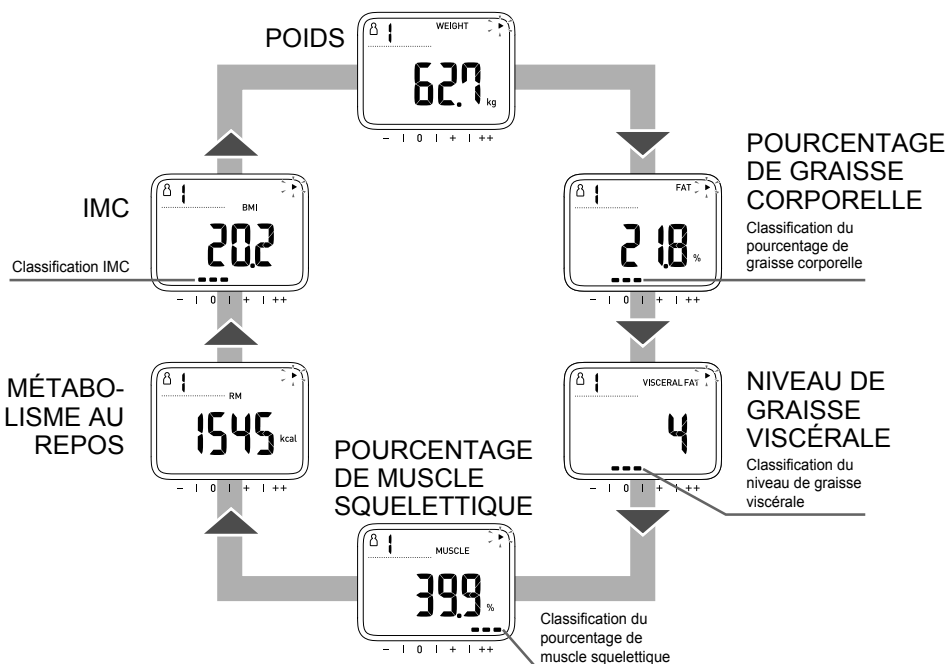 POIDS
1 WEIGHT
62.7 kg
– I 0 I + I ++
POURCENTAGE
DE GRAISSE
CORPORELLE
Classification du
pourcentage de
graisse corporelle
1 FAT
21.8 %
– I 0 I + I ++
NIVEAU DE
GRAISSE
VISCÉRALE
Classification du
niveau de graisse
viscérale
1 VISCERAL FAT
4
– I 0 I + I ++
POURCENTAGE
DE MUSCLE
SQUELETTIQUE
1 MUSCLE
39.9 %
– I 0 I + I ++
Classification du
pourcentage de
muscle squelettique
MÉTABO-
LISME AU
REPOS
1
RM
1545 kcal
– I 0 I + I ++
IMC
Classification IMC
1
BMI
20.2
– I 0 I + I ++